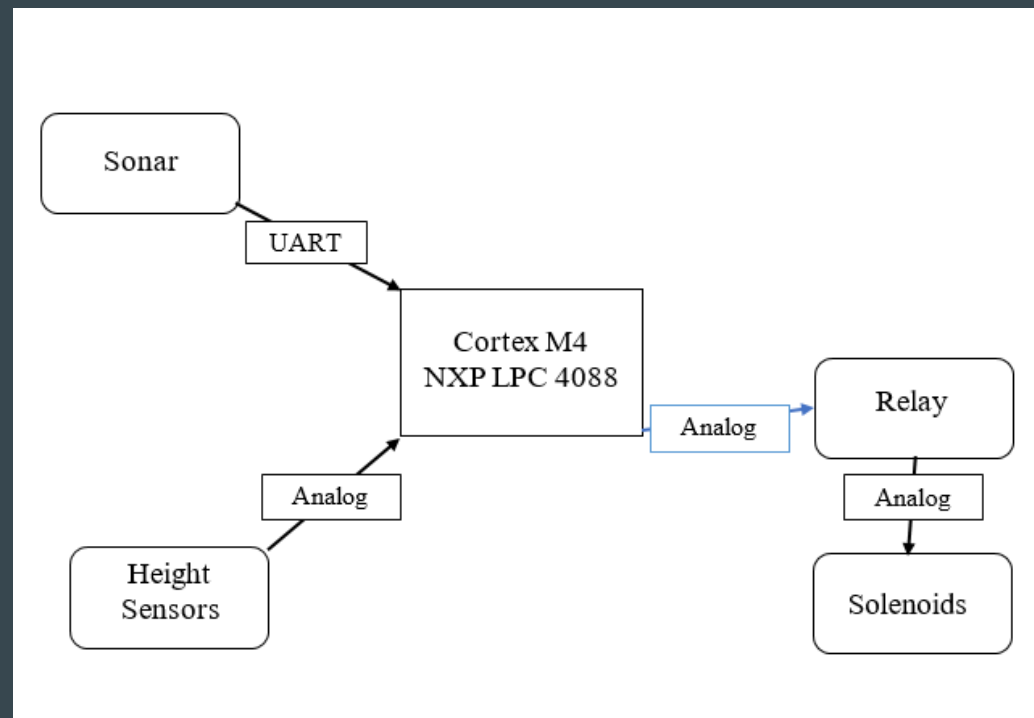 Sonar
UART
Cortex M4
NXP LPC 4088
Analog
Relay
Analog
Analog
Height
Sensors
Solenoids